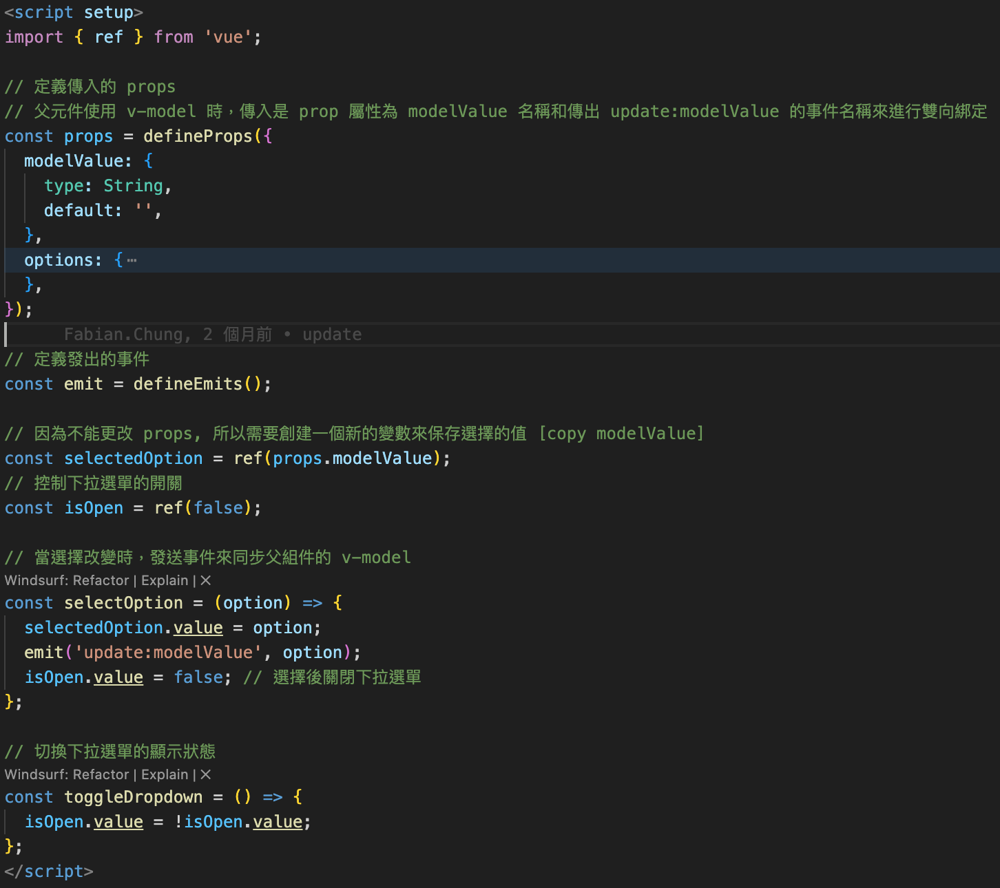 <script setup>
import { ref } from 'vue';
// 定義傳入的 props
// 父元件使用 v-model 時，傳入是 prop 屬性為 modelValue 名稱和傳出 update:modelValue 的事件名稱來進行雙向綁定
const props = defineProps({
  modelValue: {
    type: String,
    default: '',
  },
  options: {⋯
  },
});
Fabian.Chung, 2 個月前 • update
// 定義發出的事件
const emit = defineEmits();
// 因為不能更改 props, 所以需要創建一個新的變數來保存選擇的值 [copy modelValue]
const selectedOption = ref(props.modelValue);
// 控制下拉選單的開關
const isOpen = ref(false);
// 當選擇改變時，發送事件來同步父組件的 v-model
Windsurf: Refactor | Explain | ✕
const selectOption = (option) => {
  selectedOption.value = option;
  emit('update:modelValue', option);
  isOpen.value = false; // 選擇後關閉下拉選單
};
// 切換下拉選單的顯示狀態
Windsurf: Refactor | Explain | ✕
const toggleDropdown = () => {
  isOpen.value = !isOpen.value;
};
</script>